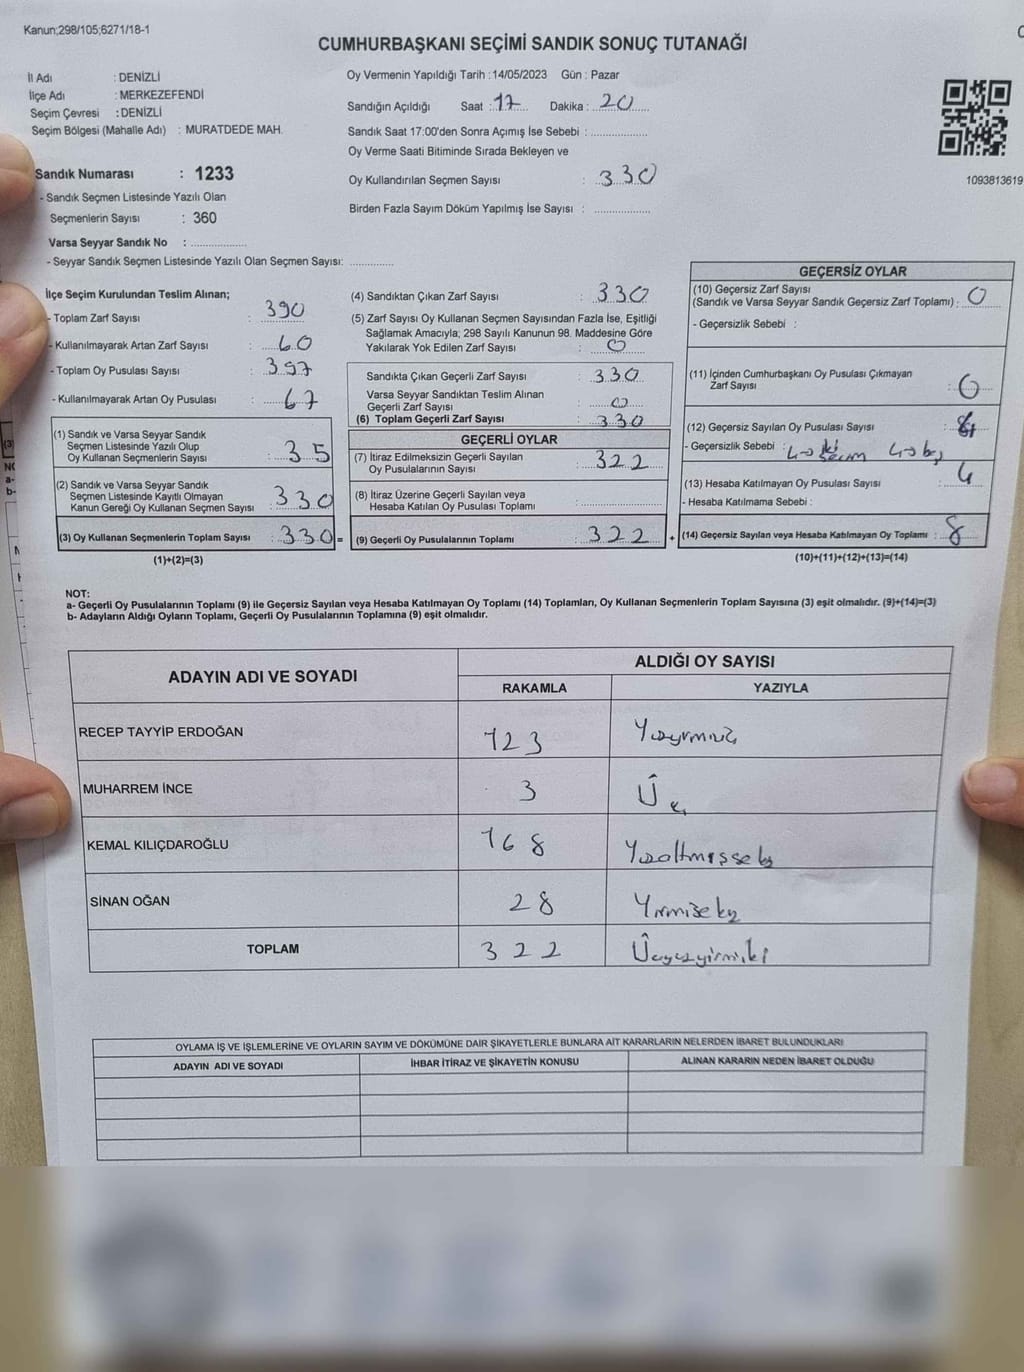 Kanun;298/105;6271/18-1
CUMHURBAŞKANI SEÇİMİ SANDIK SONUÇ TUTANAĞI
İl Adı : DENİZLİ
İlçe Adı : MERKEZEFENDİ
Seçim Çevresi : DENİZLİ
Seçim Bölgesi (Mahalle Adı) : MURATDEDE MAH.
Sandık Numarası : 1233
- Sandık Seçmen Listesinde Yazılı Olan
Seçmenlerin Sayısı : 360
Varsa Seyyar Sandık No : ..................
- Seyyar Sandık Seçmen Listesinde Yazılı Olan Seçmen Sayısı: ..............
Oy Vermenin Yapıldığı Tarih : 14/05/2023 Gün : Pazar
Sandığın Açıldığı Saat : 17 Dakika : 20
Sandık Saat 17:00'den Sonra Açımış İse Sebebi : ..................
Oy Verme Saati Bitiminde Sırada Bekleyen ve
Oy Kullandırılan Seçmen Sayısı : 330
Birden Fazla Sayım Döküm Yapılmış İse Sayısı : ..................
1093813619
İlçe Seçim Kurulundan Teslim Alınan;
- Toplam Zarf Sayısı : 390
- Kullanılmayarak Artan Zarf Sayısı : 60
- Toplam Oy Pusulası Sayısı : 397
- Kullanılmayarak Artan Oy Pusulası : 67
(1) Sandık ve Varsa Seyyar Sandık
Seçmen Listesinde Yazılı Olup
Oy Kullanan Seçmenlerin Sayısı : 35
(2) Sandık ve Varsa Seyyar Sandık
Seçmen Listesinde Kayıtlı Olmayan
Kanun Gereği Oy Kullanan Seçmen Sayısı : 330
(3) Oy Kullanan Seçmenlerin Toplam Sayısı : 330 =
(1)+(2)=(3)
(4) Sandıktan Çıkan Zarf Sayısı : 330
(5) Zarf Sayısı Oy Kullanan Seçmen Sayısından Fazla İse, Eşitliği
Sağlamak Amacıyla; 298 Sayılı Kanunun 98. Maddesine Göre
Yakılarak Yok Edilen Zarf Sayısı : 0
Sandıkta Çıkan Geçerli Zarf Sayısı : 330
Varsa Seyyar Sandıktan Teslim Alınan
Geçerli Zarf Sayısı : 0
(6) Toplam Geçerli Zarf Sayısı : 330
GEÇERLİ OYLAR
(7) İtiraz Edilmeksizin Geçerli Sayılan
Oy Pusulalarının Sayısı : 322
(8) İtiraz Üzerine Geçerli Sayılan veya
Hesaba Katılan Oy Pusulası Toplamı : ..................
(9) Geçerli Oy Pusulalarının Toplamı : 322 +
GEÇERSİZ OYLAR
(10) Geçersiz Zarf Sayısı
(Sandık ve Varsa Seyyar Sandık Geçersiz Zarf Toplamı) : 0
- Geçersizlik Sebebi :
(11) İçinden Cumhurbaşkanı Oy Pusulası Çıkmayan
Zarf Sayısı : 0
(12) Geçersiz Sayılan Oy Pusulası Sayısı :
- Geçersizlik Sebebi :
(13) Hesaba Katılmayan Oy Pusulası Sayısı : 4
- Hesaba Katılmama Sebebi :
(14) Geçersiz Sayılan veya Hesaba Katılmayan Oy Toplamı : 8
(10)+(11)+(12)+(13)=(14)
NOT:
a- Geçerli Oy Pusulalarının Toplamı (9) ile Geçersiz Sayılan veya Hesaba Katılmayan Oy Toplamı (14) Toplamları, Oy Kullanan Seçmenlerin Toplam Sayısına (3) eşit olmalıdır. (9)+(14)=(3)
b- Adayların Aldığı Oyların Toplamı, Geçerli Oy Pusulalarının Toplamına (9) eşit olmalıdır.
ADAYIN ADI VE SOYADI
ALDIĞI OY SAYISI
RAKAMLA YAZIYLA
RECEP TAYYİP ERDOĞAN 123
MUHARREM İNCE 3 Üç
KEMAL KILIÇDAROĞLU 168 Yüzaltmışsekiz
SİNAN OĞAN 28 Yirmisekiz
TOPLAM 322 Üçyüzyirmiiki
OYLAMA İŞ VE İŞLEMLERİNE VE OYLARIN SAYIM VE DÖKÜMÜNE DAİR ŞİKAYETLERLE BUNLARA AİT KARARLARIN NELERDEN İBARET BULUNDUKLARI
ADAYIN ADI VE SOYADI İHBAR İTİRAZ VE ŞİKAYETİN KONUSU ALINAN KARARIN NEDEN İBARET OLDUĞU